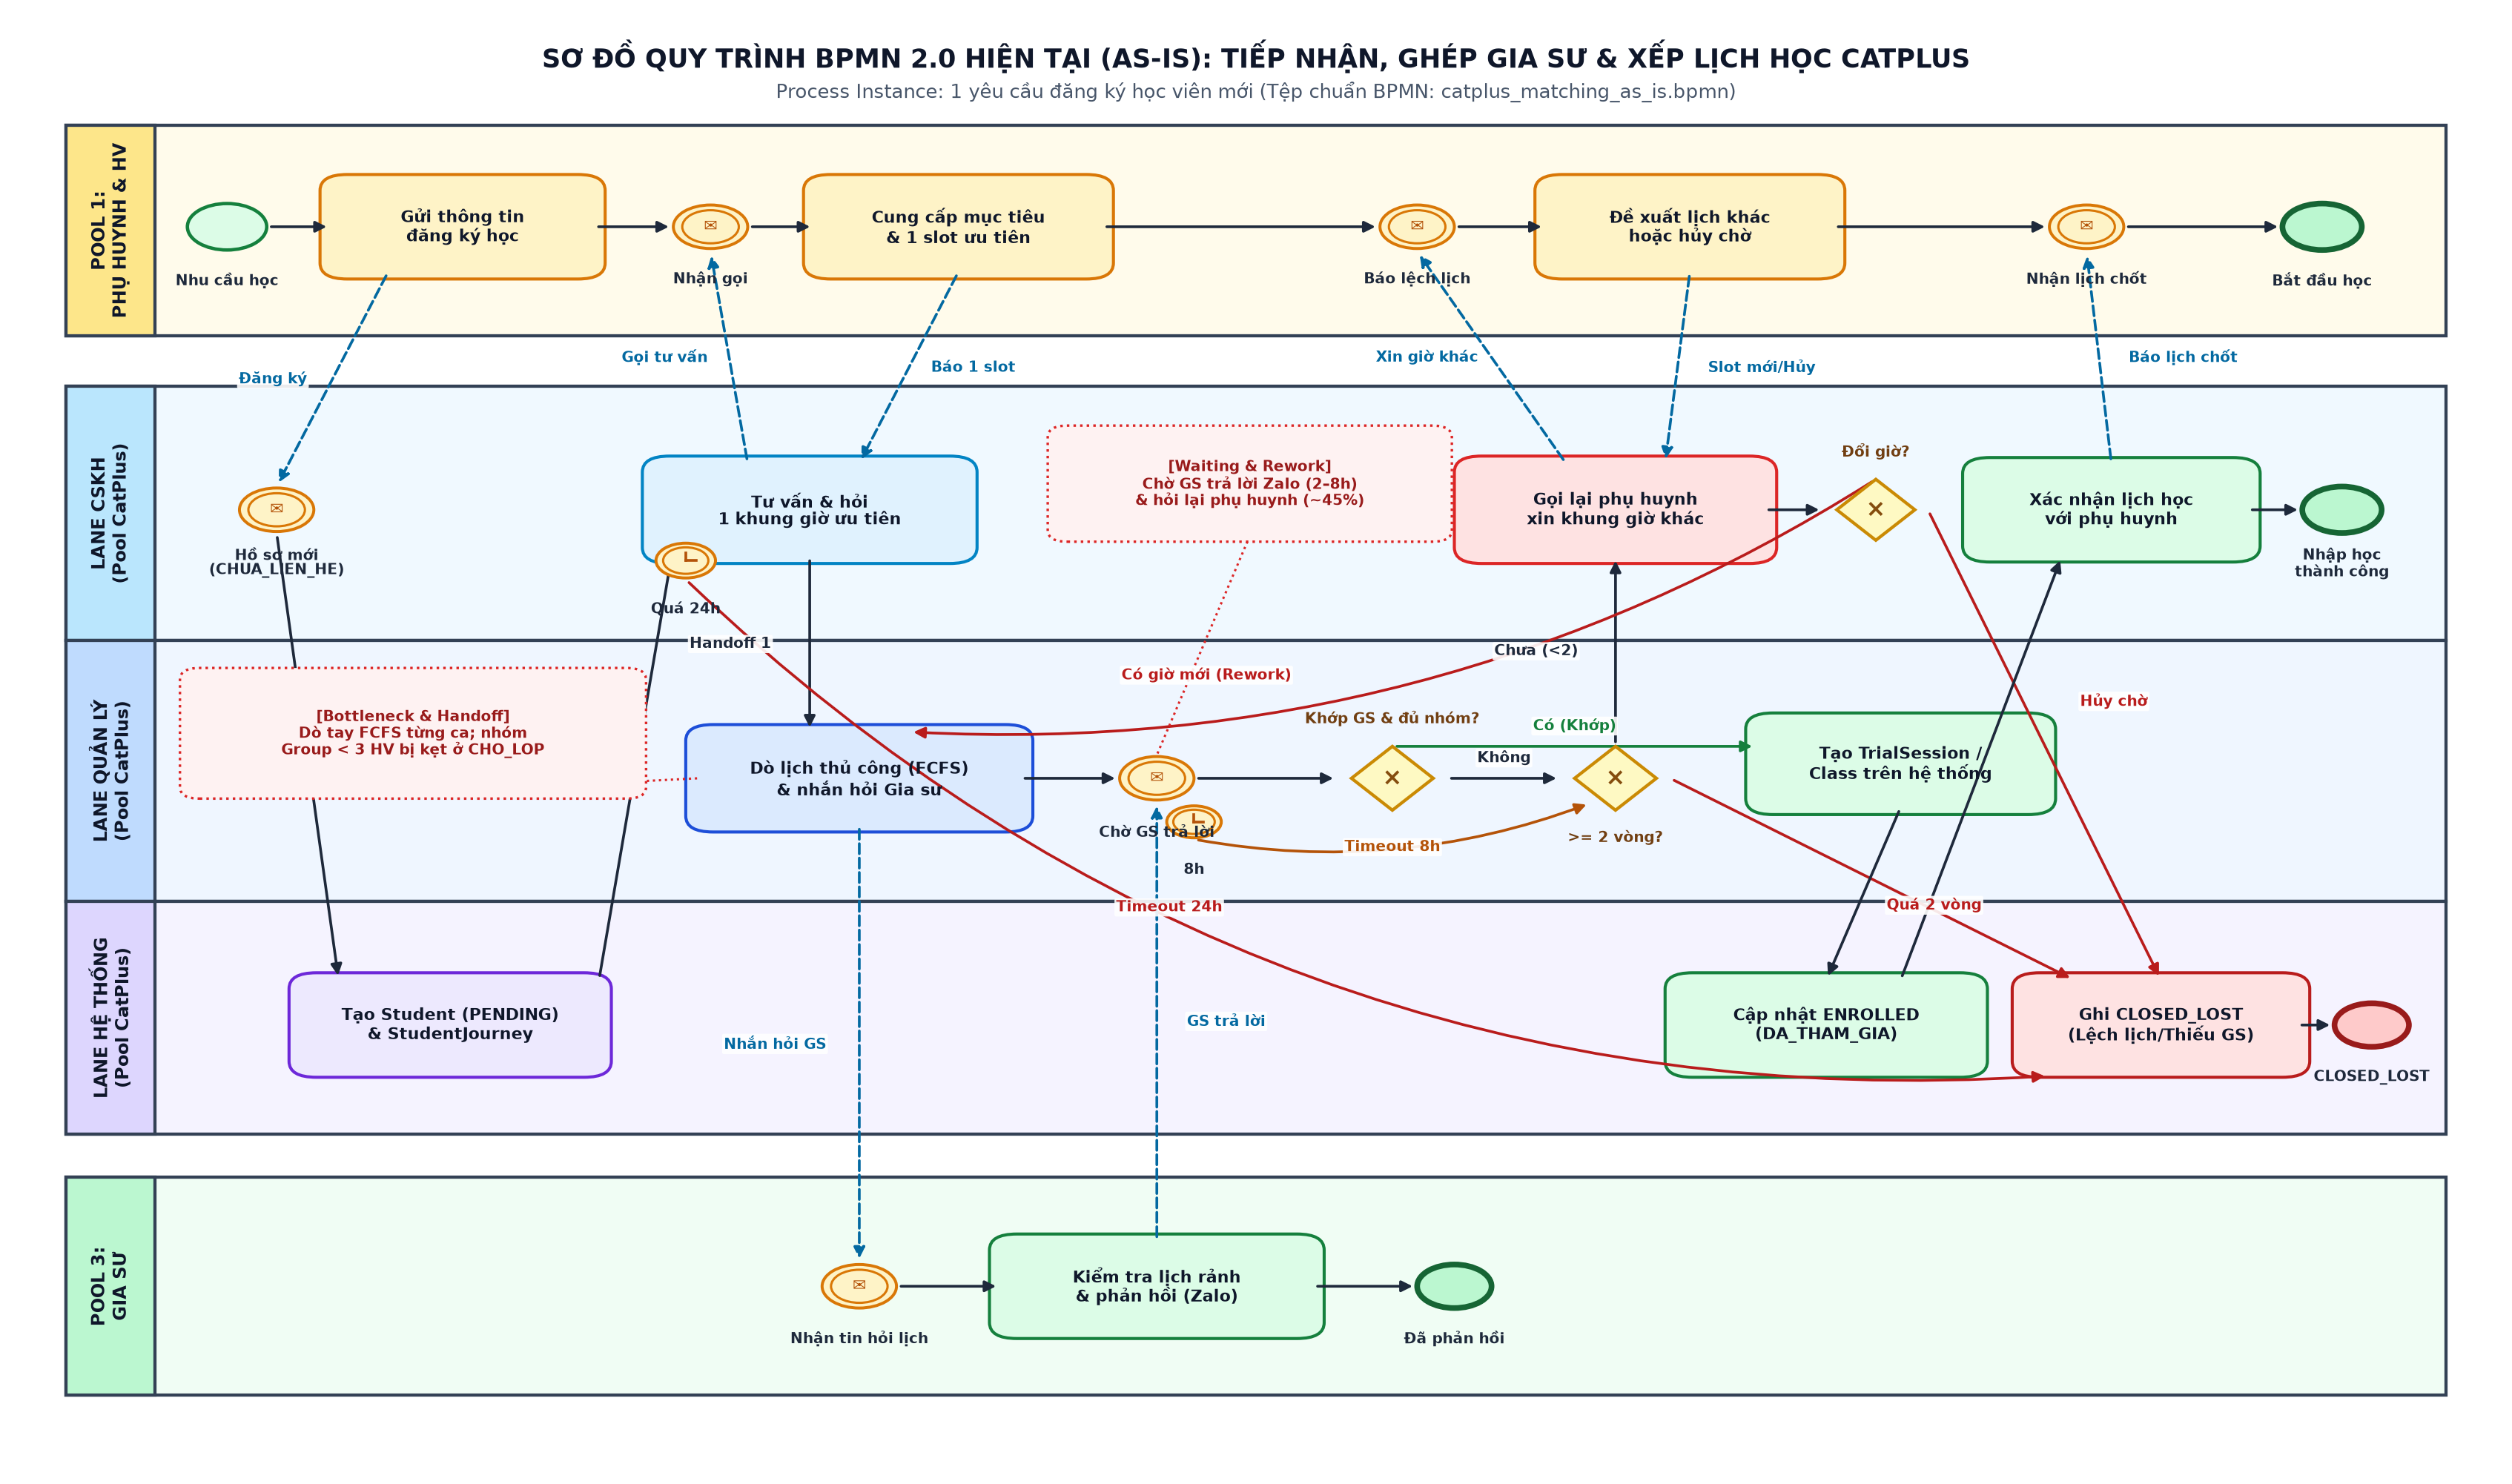 SƠ ĐỒ QUY TRÌNH BPMN 2.0 HIỆN TẠI (AS-IS): TIẾP NHẬN, GHÉP GIA SƯ & XẾP LỊCH HỌC CATPLUS
Process Instance: 1 yêu cầu đăng ký học viên mới (Tệp chuẩn BPMN: catplus_matching_as_is.bpmn)
POOL 1:
PHỤ HUYNH & HV
Nhu cầu học
Gửi thông tin
đăng ký học
Nhận gọi
Cung cấp mục tiêu
& 1 slot ưu tiên
Báo lệch lịch
Đề xuất lịch khác
hoặc hủy chờ
Nhận lịch chốt
Bắt đầu học
Đăng ký
Gọi tư vấn
Báo 1 slot
Xin giờ khác
Slot mới/Hủy
Báo lịch chốt
LANE CSKH
(Pool CatPlus)
Hồ sơ mới
(CHUA_LIEN_HE)
Tư vấn & hỏi
1 khung giờ ưu tiên
Quá 24h
[Waiting & Rework]
Chờ GS trả lời Zalo (2–8h)
& hỏi lại phụ huynh (~45%)
Gọi lại phụ huynh
xin khung giờ khác
Đổi giờ?
Xác nhận lịch học
với phụ huynh
Nhập học
thành công
Handoff 1
Chưa (<2)
Có giờ mới (Rework)
Hủy chờ
LANE QUẢN LÝ
(Pool CatPlus)
[Bottleneck & Handoff]
Dò tay FCFS từng ca; nhóm
Group < 3 HV bị kẹt ở CHO_LOP
Dò lịch thủ công (FCFS)
& nhắn hỏi Gia sư
Chờ GS trả lời
8h
Khớp GS & đủ nhóm?
Có (Khớp)
Không
Timeout 8h
>= 2 vòng?
Tạo TrialSession /
Class trên hệ thống
Timeout 24h
Quá 2 vòng
LANE HỆ THỐNG
(Pool CatPlus)
Tạo Student (PENDING)
& StudentJourney
Nhắn hỏi GS
GS trả lời
Cập nhật ENROLLED
(DA_THAM_GIA)
Ghi CLOSED_LOST
(Lệch lịch/Thiếu GS)
CLOSED_LOST
POOL 3:
GIA SƯ
Nhận tin hỏi lịch
Kiểm tra lịch rảnh
& phản hồi (Zalo)
Đã phản hồi